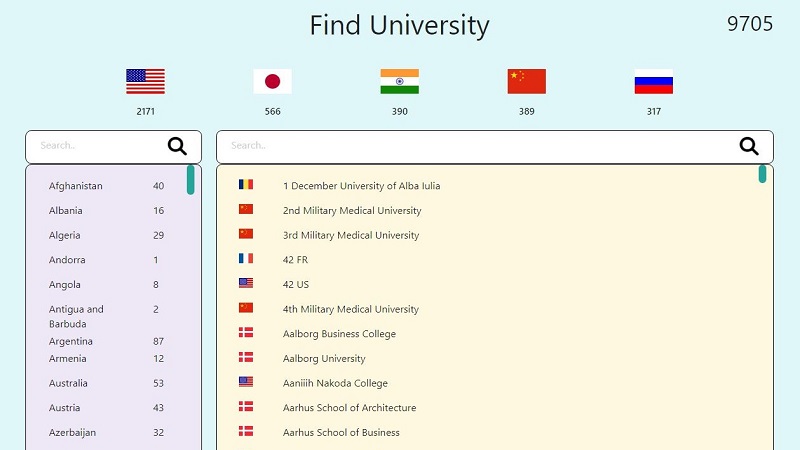 Find University
9705
2171
566
390
389
317
Search..
Search..
Afghanistan 40
Albania 16
Algeria 29
Andorra 1
Angola 8
Antigua and 2
Barbuda
Argentina 87
Armenia 12
Australia 53
Austria 43
Azerbaijan 32
1 December University of Alba Iulia
2nd Military Medical University
3rd Military Medical University
42 FR
42 US
4th Military Medical University
Aalborg Business College
Aalborg University
Aaniiih Nakoda College
Aarhus School of Architecture
Aarhus School of Business